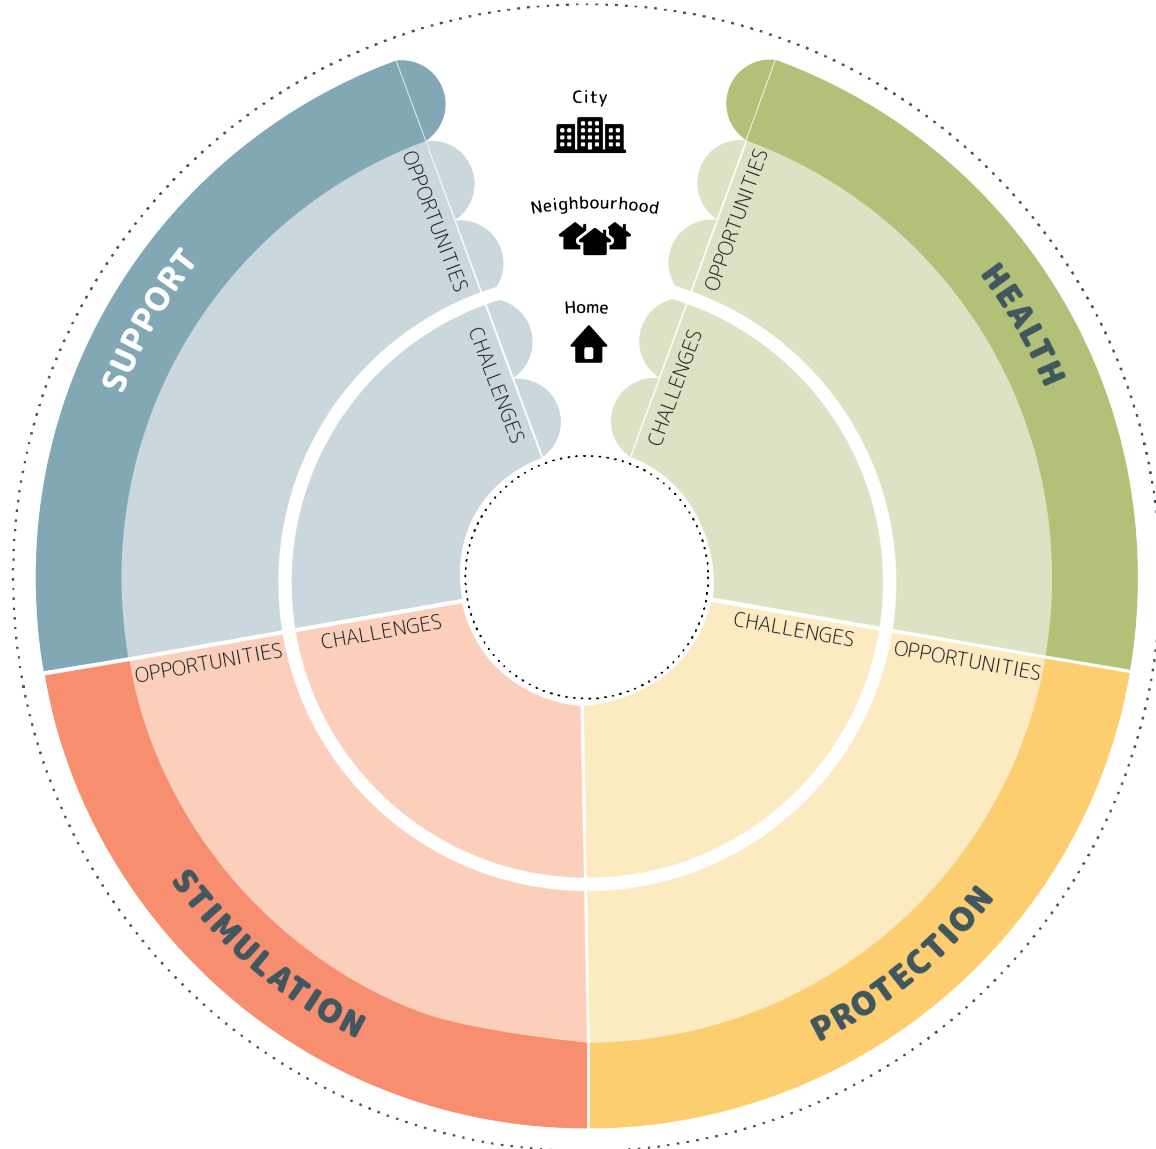 City
Neighbourhood
Home
SUPPORT
OPPORTUNITIES
CHALLENGES
HEALTH
OPPORTUNITIES
CHALLENGES
STIMULATION
OPPORTUNITIES
CHALLENGES
PROTECTION
CHALLENGES
OPPORTUNITIES